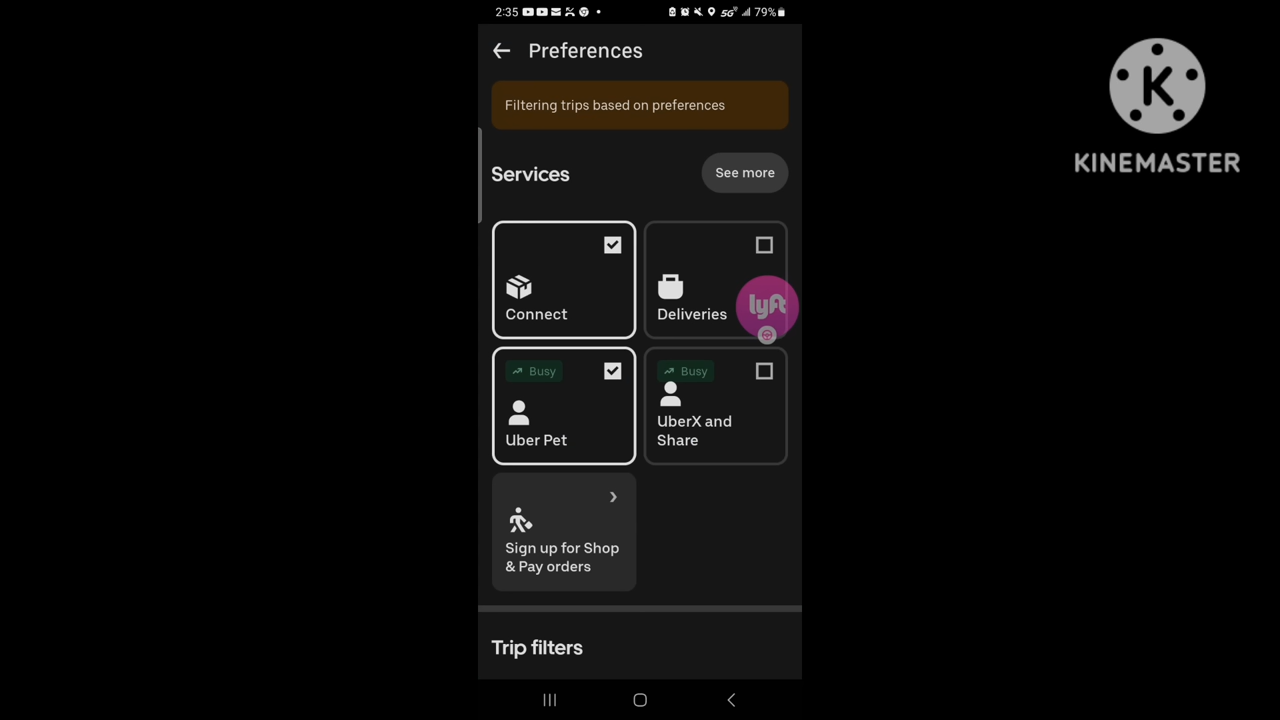 2:35
5G
79%
Preferences
Filtering trips based on preferences
Services
See more
Connect
Deliveries
lyft
Busy
Uber Pet
Busy
UberX and
Share
Sign up for Shop
& Pay orders
Trip filters
K
KINEMASTER